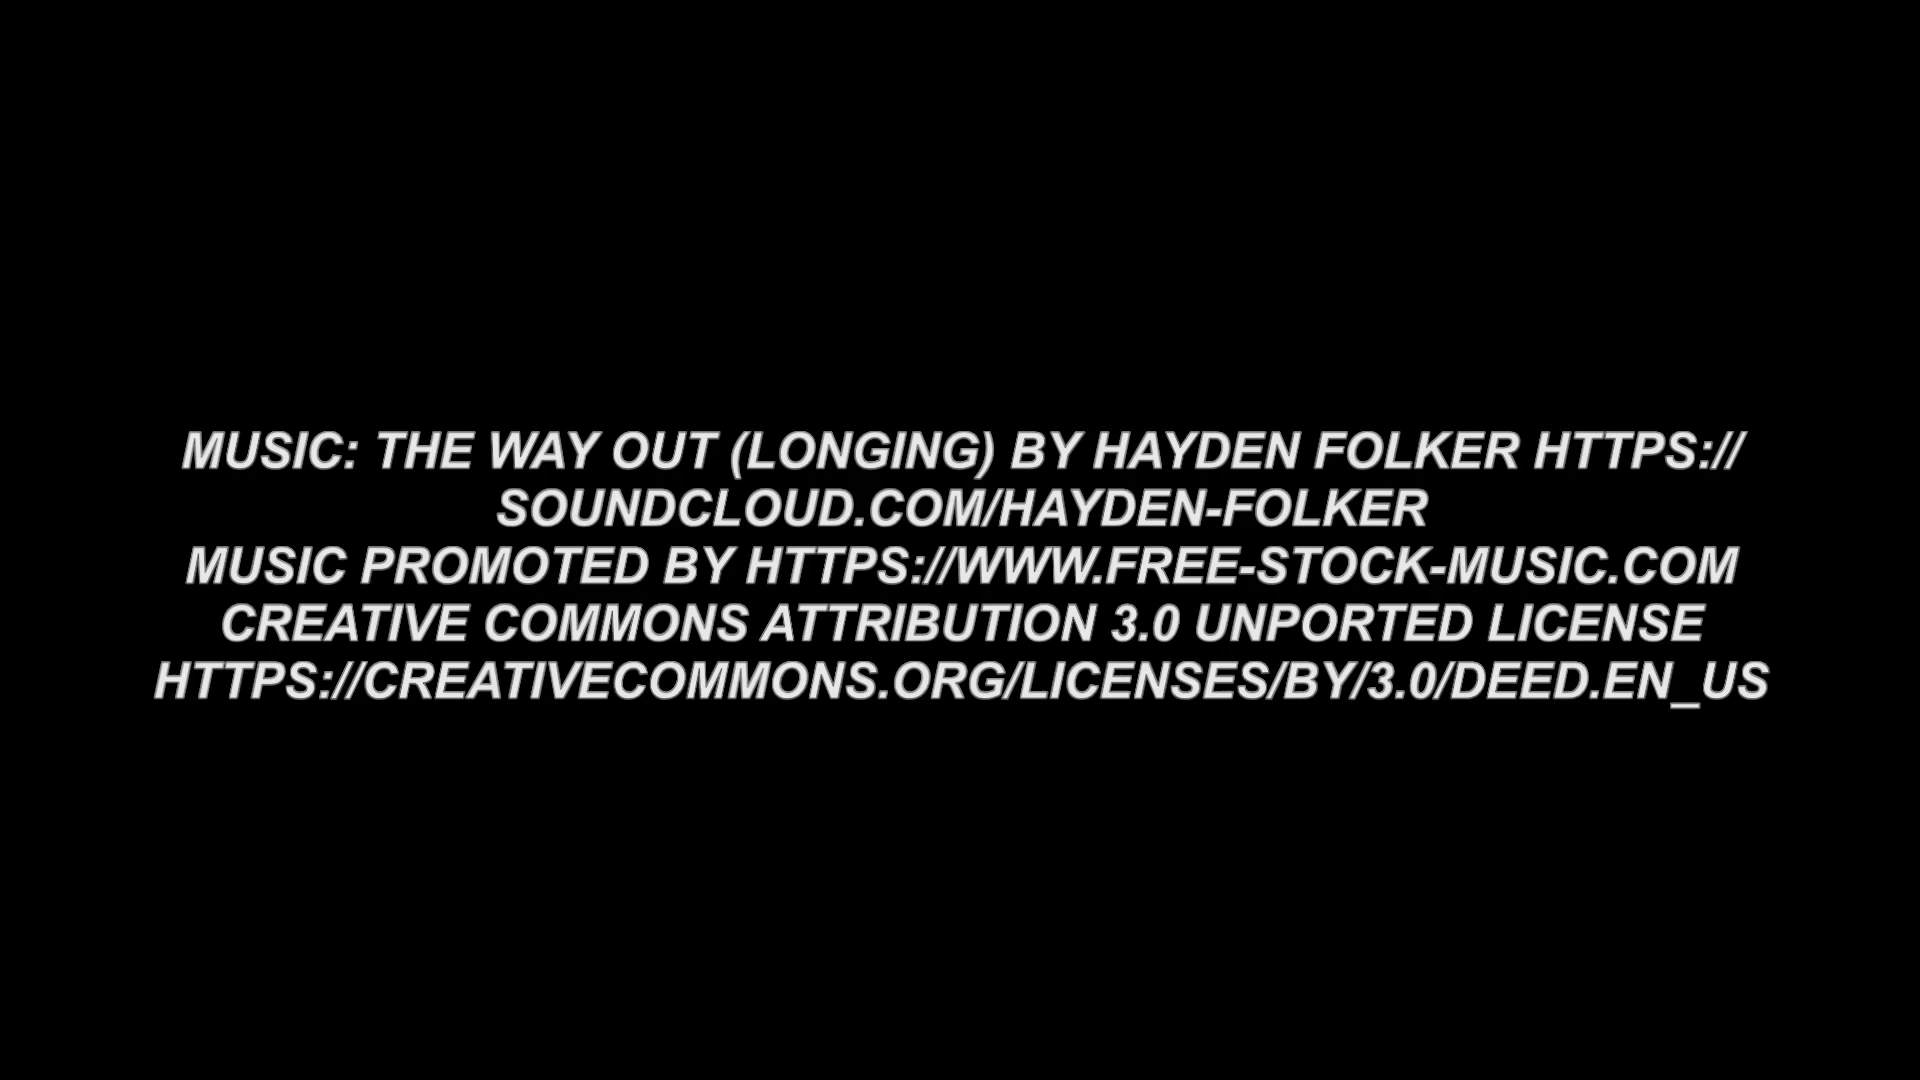 MUSIC: THE WAY OUT (LONGING) BY HAYDEN FOLKER HTTPS://
SOUNDCLOUD.COM/HAYDEN-FOLKER
MUSIC PROMOTED BY HTTPS://WWW.FREE-STOCK-MUSIC.COM
CREATIVE COMMONS ATTRIBUTION 3.0 UNPORTED LICENSE
HTTPS://CREATIVECOMMONS.ORG/LICENSES/BY/3.0/DEED.EN_US